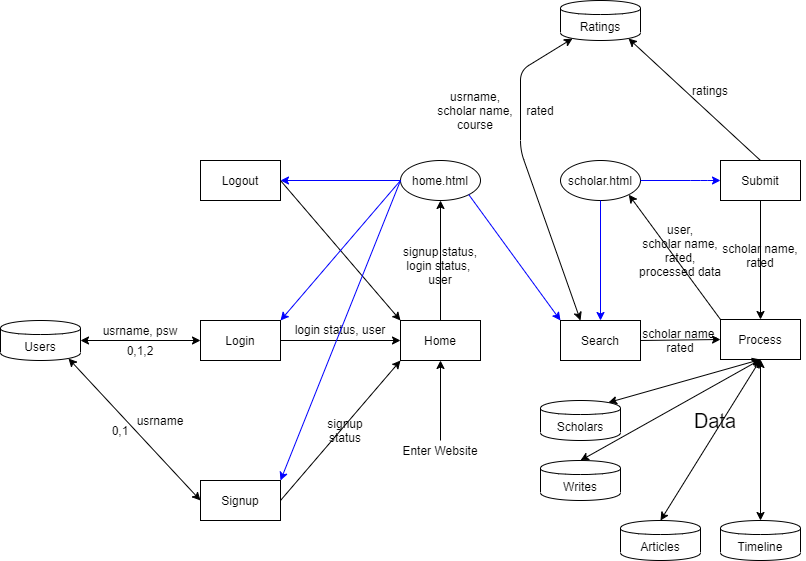 Ratings
usrname,
scholar name,
course
rated
ratings
Logout
home.html
scholar.html
Submit
signup status,
login status,
user
user,
scholar name,
rated,
processed data
scholar name,
rated
Users
usrname, psw
0,1,2
Login
login status, user
Home
Search
scholar name
rated
Process
usrname
0,1
signup
status
Enter Website
Scholars
Data
Writes
Signup
Articles
Timeline